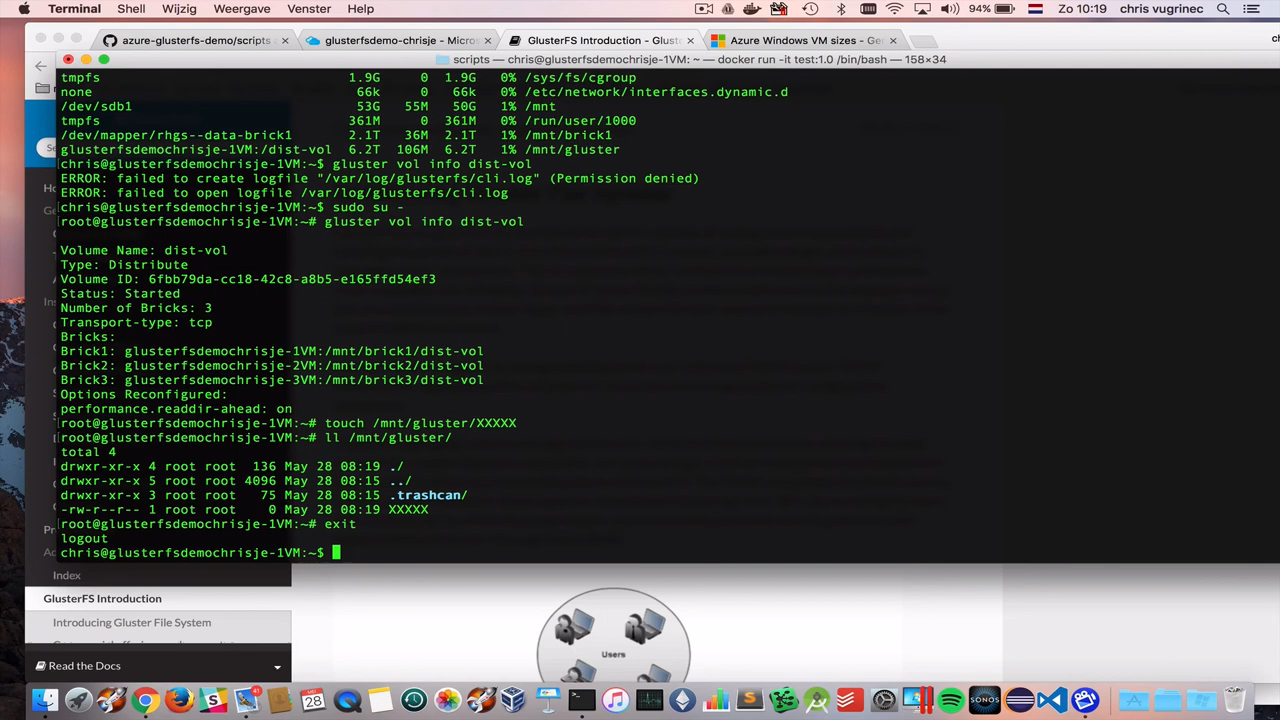 Terminal Shell Wijzig Weergave Venster Help 94% Zo 10:19 chris vugrinec
azure-glusterfs-demo/scripts a × glusterfsdemo-chrisje - Micros × GlusterFS Introduction - Glust × Azure Windows VM sizes - Ge ×
scripts — chris@glusterfsdemochrisje-1VM: ~ — docker run -it test:1.0 /bin/bash — 158×34
tmpfs 1.9G 0 1.9G 0% /sys/fs/cgroup
none 66k 0 66k 0% /etc/network/interfaces.dynamic.d
/dev/sdb1 53G 55M 50G 1% /mnt
tmpfs 361M 0 361M 0% /run/user/1000
/dev/mapper/rhgs--data-brick1 2.1T 36M 2.1T 1% /mnt/brick1
glusterfsdemochrisje-1VM:/dist-vol 6.2T 106M 6.2T 1% /mnt/gluster
chris@glusterfsdemochrisje-1VM:~$ gluster vol info dist-vol
ERROR: failed to create logfile "/var/log/glusterfs/cli.log" (Permission denied)
ERROR: failed to open logfile /var/log/glusterfs/cli.log
chris@glusterfsdemochrisje-1VM:~$ sudo su -
root@glusterfsdemochrisje-1VM:~# gluster vol info dist-vol
Volume Name: dist-vol
Type: Distribute
Volume ID: 6fbb79da-cc18-42c8-a8b5-e165ffd54ef3
Status: Started
Number of Bricks: 3
Transport-type: tcp
Bricks:
Brick1: glusterfsdemochrisje-1VM:/mnt/brick1/dist-vol
Brick2: glusterfsdemochrisje-2VM:/mnt/brick2/dist-vol
Brick3: glusterfsdemochrisje-3VM:/mnt/brick3/dist-vol
Options Reconfigured:
performance.readdir-ahead: on
root@glusterfsdemochrisje-1VM:~# touch /mnt/gluster/XXXXX
root@glusterfsdemochrisje-1VM:~# ll /mnt/gluster/
total 4
drwxr-xr-x 4 root root 136 May 28 08:19 ./
drwxr-xr-x 5 root root 4096 May 28 08:15 ../
drwxr-xr-x 3 root root 75 May 28 08:15 .trashcan/
-rw-r--r-- 1 root root 0 May 28 08:19 XXXXX
root@glusterfsdemochrisje-1VM:~# exit
logout
chris@glusterfsdemochrisje-1VM:~$
Index
GlusterFS Introduction
Introducing Gluster File System
Read the Docs
Users
41
28
SONOS